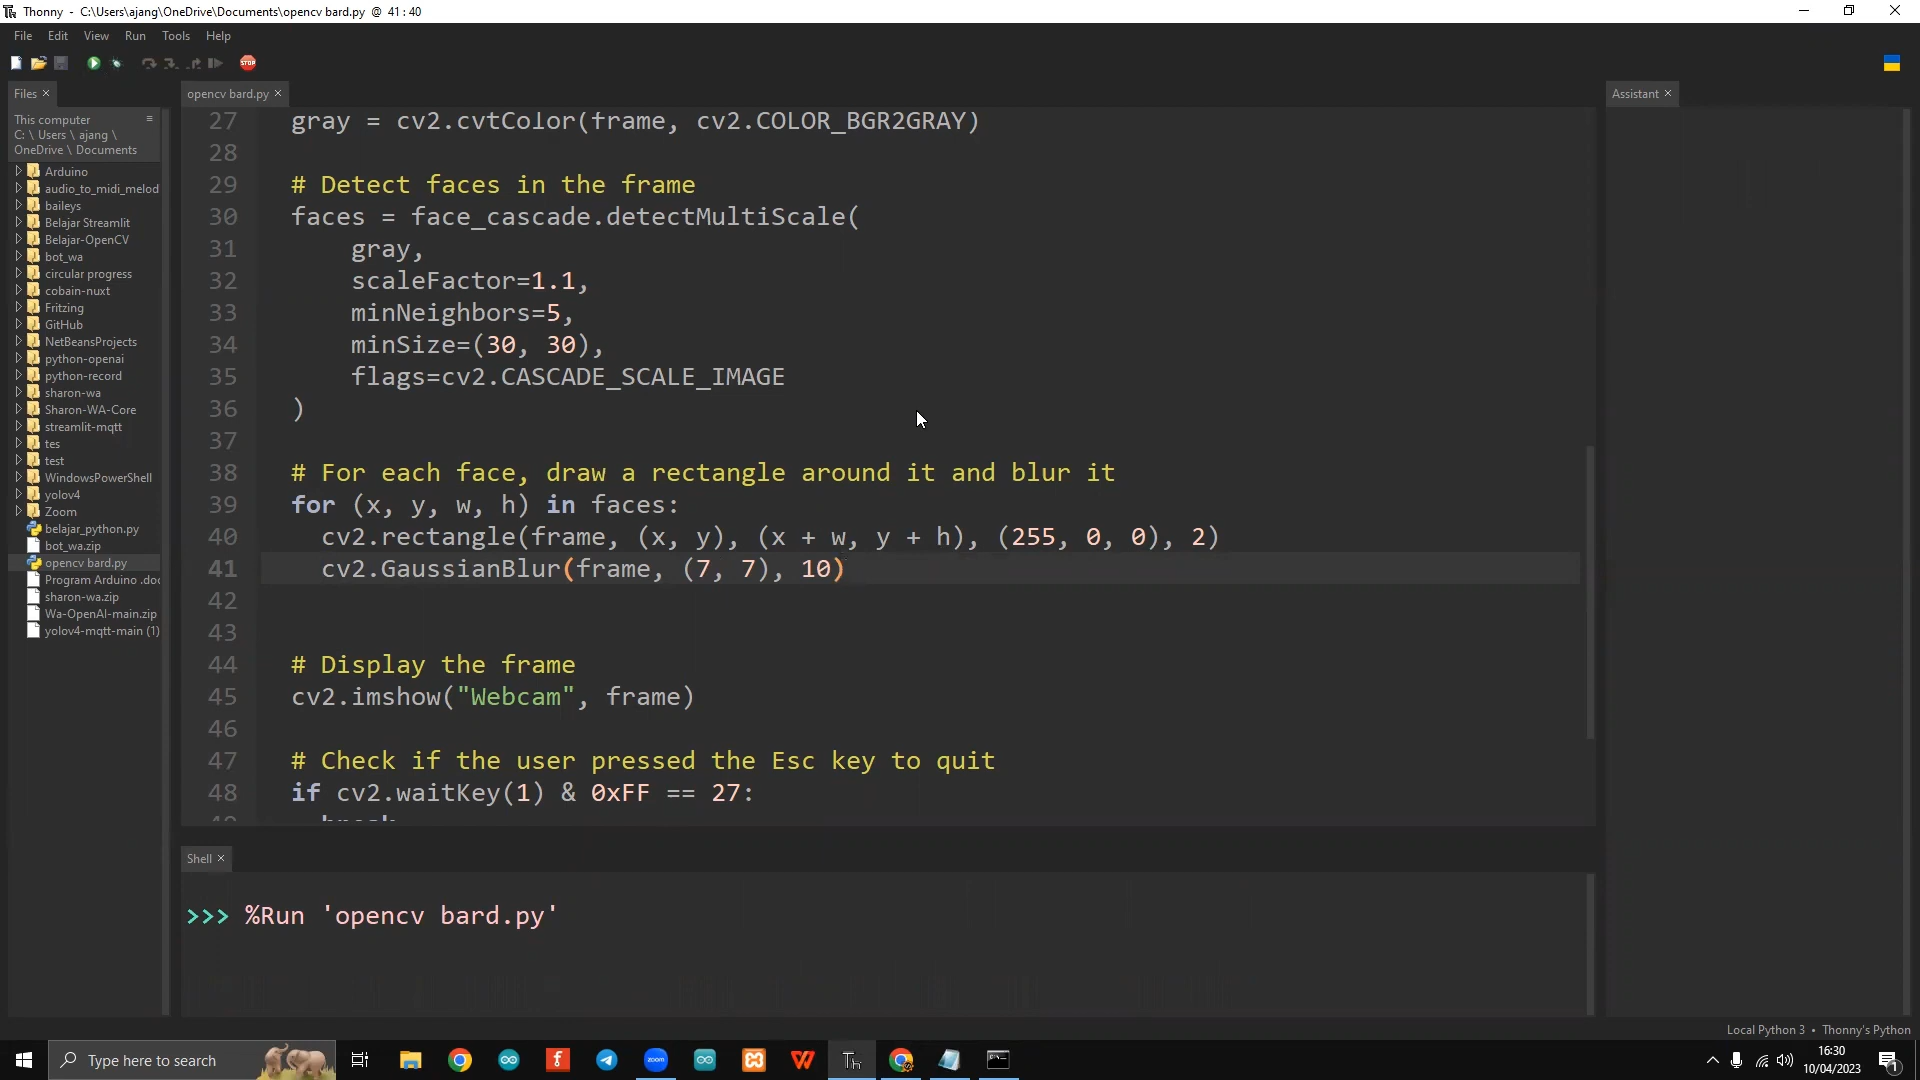 Thonny - C:\Users\ajang\OneDrive\Documents\opencv bard.py @ 41 : 40
File Edit View Run Tools Help
STOP
Files ×
This computer
C: \ Users \ ajang \
OneDrive \ Documents
Arduino
audio_to_midi_melod
baileys
Belajar Streamlit
Belajar-OpenCV
bot_wa
circular progress
cobain-nuxt
Fritzing
GitHub
NetBeansProjects
python-openai
python-record
sharon-wa
Sharon-WA-Core
streamlit-mqtt
tes
test
WindowsPowerShell
yolov4
Zoom
belajar_python.py
bot_wa.zip
opencv bard.py
Program Arduino .doc
sharon-wa.zip
Wa-OpenAI-main.zip
yolov4-mqtt-main (1)
opencv bard.py ×
27 gray = cv2.cvtColor(frame, cv2.COLOR_BGR2GRAY)
28
29 # Detect faces in the frame
30 faces = face_cascade.detectMultiScale(
31 gray,
32 scaleFactor=1.1,
33 minNeighbors=5,
34 minSize=(30, 30),
35 flags=cv2.CASCADE_SCALE_IMAGE
36 )
37
38 # For each face, draw a rectangle around it and blur it
39 for (x, y, w, h) in faces:
40 cv2.rectangle(frame, (x, y), (x + w, y + h), (255, 0, 0), 2)
41 cv2.GaussianBlur(frame, (7, 7), 10)
42
43
44 # Display the frame
45 cv2.imshow("Webcam", frame)
46
47 # Check if the user pressed the Esc key to quit
48 if cv2.waitKey(1) & 0xFF == 27:
49 break
Shell ×
>>> %Run 'opencv bard.py'
Assistant ×
Local Python 3 • Thonny's Python
Type here to search
zoom
Th
16:30
10/04/2023
1